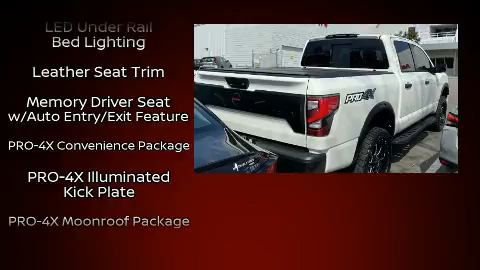 LED Under Rail
Bed Lighting
Leather Seat Trim
Memory Driver Seat
w/Auto Entry/Exit Feature
PRO-4X Convenience Package
PRO-4X Illuminated
Kick Plate
PRO-4X Moonroof Package
PRO-4X